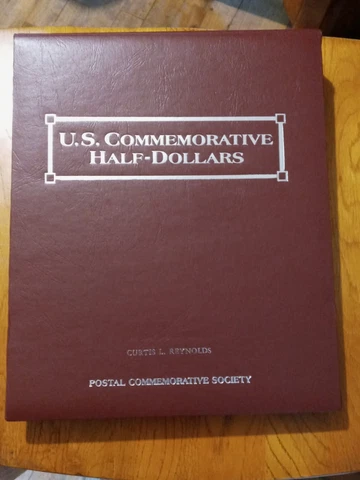 U.S. COMMEMORATIVE
HALF-DOLLARS
CURTIS L. REYNOLDS
POSTAL COMMEMORATIVE SOCIETY